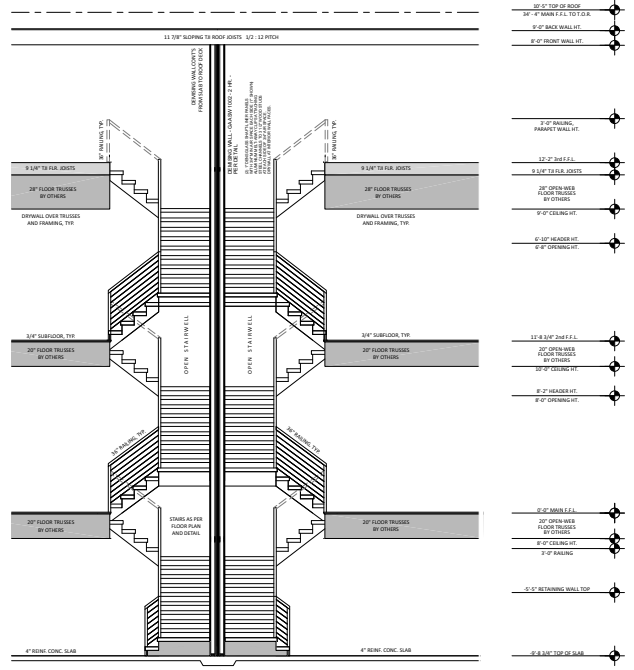 10'-5" TOP OF ROOF
34' - 4" MAIN F.F.L. TO T.O.R.
9'-0" BACK WALL HT.
8'-0" FRONT WALL HT.
11 7/8" SLOPING TJI ROOF JOISTS 1/2 : 12 PITCH
DEMISING WALL CONT'S
FROM SLAB TO ROOF DECK
DEMISING WALL - GA ASW 1002 - 2 HR. -
PER DETAIL
36" RAILING, TYP.
36" RAILING, TYP.
3'-0" RAILING,
PARAPET WALL HT.
12'-2" 3rd F.F.L.
9 1/4" TJI FLR. JOISTS
9 1/4" TJI FLR. JOISTS
9 1/4" TJI FLR. JOISTS
28" FLOOR TRUSSES
BY OTHERS
28" FLOOR TRUSSES
BY OTHERS
28" OPEN-WEB
FLOOR TRUSSES
BY OTHERS
9'-0" CEILING HT.
DRYWALL OVER TRUSSES
AND FRAMING, TYP.
DRYWALL OVER TRUSSES
AND FRAMING, TYP.
6'-10" HEADER HT.
6'-8" OPENING HT.
OPEN STAIRWELL
OPEN STAIRWELL
3/4" SUBFLOOR, TYP.
3/4" SUBFLOOR, TYP.
11'-8 3/4" 2nd F.F.L.
20" FLOOR TRUSSES
BY OTHERS
20" FLOOR TRUSSES
BY OTHERS
20" OPEN-WEB
FLOOR TRUSSES
BY OTHERS
10'-0" CEILING HT.
8'-2" HEADER HT.
8'-0" OPENING HT.
36" RAILING, TYP.
36" RAILING, TYP.
0'-0" MAIN F.F.L.
20" FLOOR TRUSSES
BY OTHERS
STAIRS AS PER
FLOOR PLAN
AND DETAIL
20" FLOOR TRUSSES
BY OTHERS
20" OPEN-WEB
FLOOR TRUSSES
BY OTHERS
8'-0" CEILING HT.
3'-0" RAILING
-5'-5" RETAINING WALL TOP
4" REINF. CONC. SLAB
4" REINF. CONC. SLAB
-9'-8 3/4" TOP OF SLAB